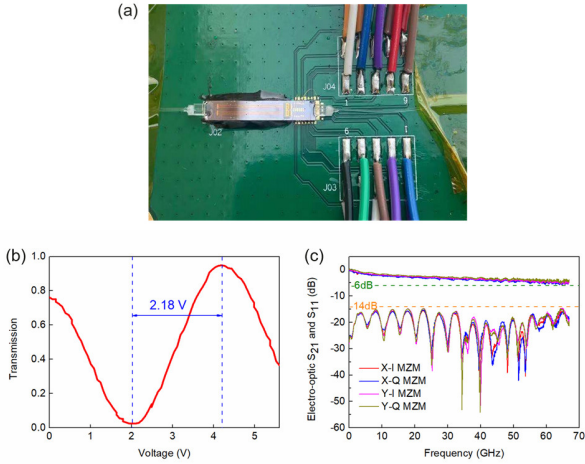 (a)
J04
1
9
J02
6
1
J03
(b)
1.0
0.8
0.6
0.4
0.2
0.0
Transmission
2.18 V
0
1
2
3
4
5
Voltage (V)
(c)
0
-10
-20
-30
-40
-50
-60
Electro-optic S21 and S11 (dB)
-6dB
-14dB
X-I MZM
X-Q MZM
Y-I MZM
Y-Q MZM
0
10
20
30
40
50
60
70
Frequency (GHz)